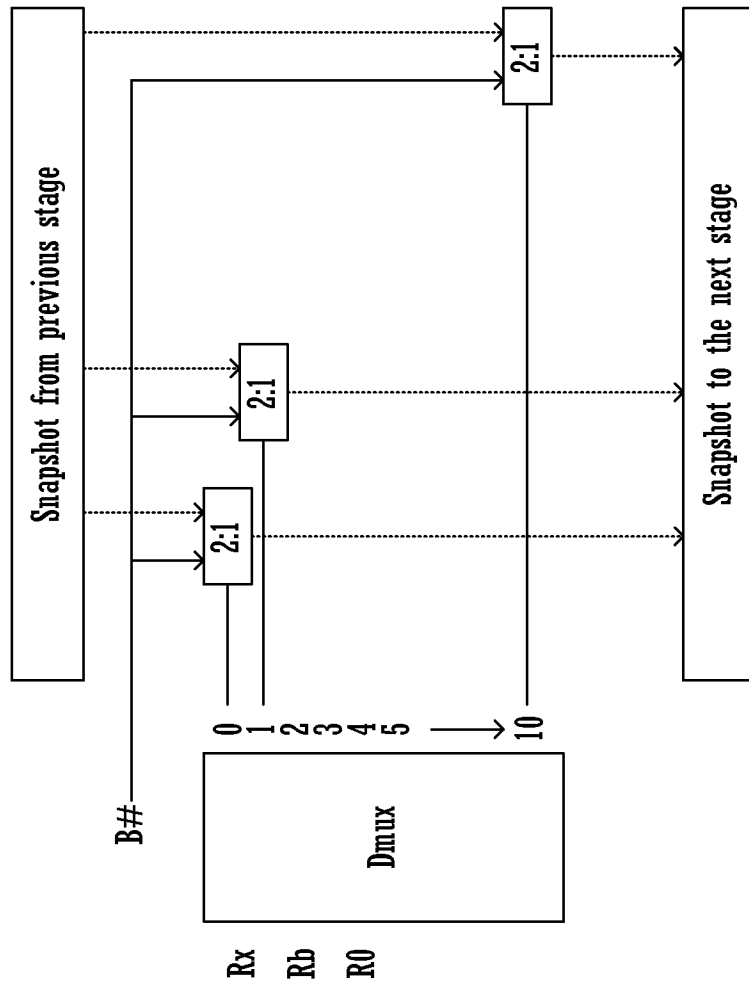 Snapshot from previous stage
B#
2:1
2:1
2:1
Rx
Rb
R0
Dmux
0
1
2
3
4
5
10
Snapshot to the next stage